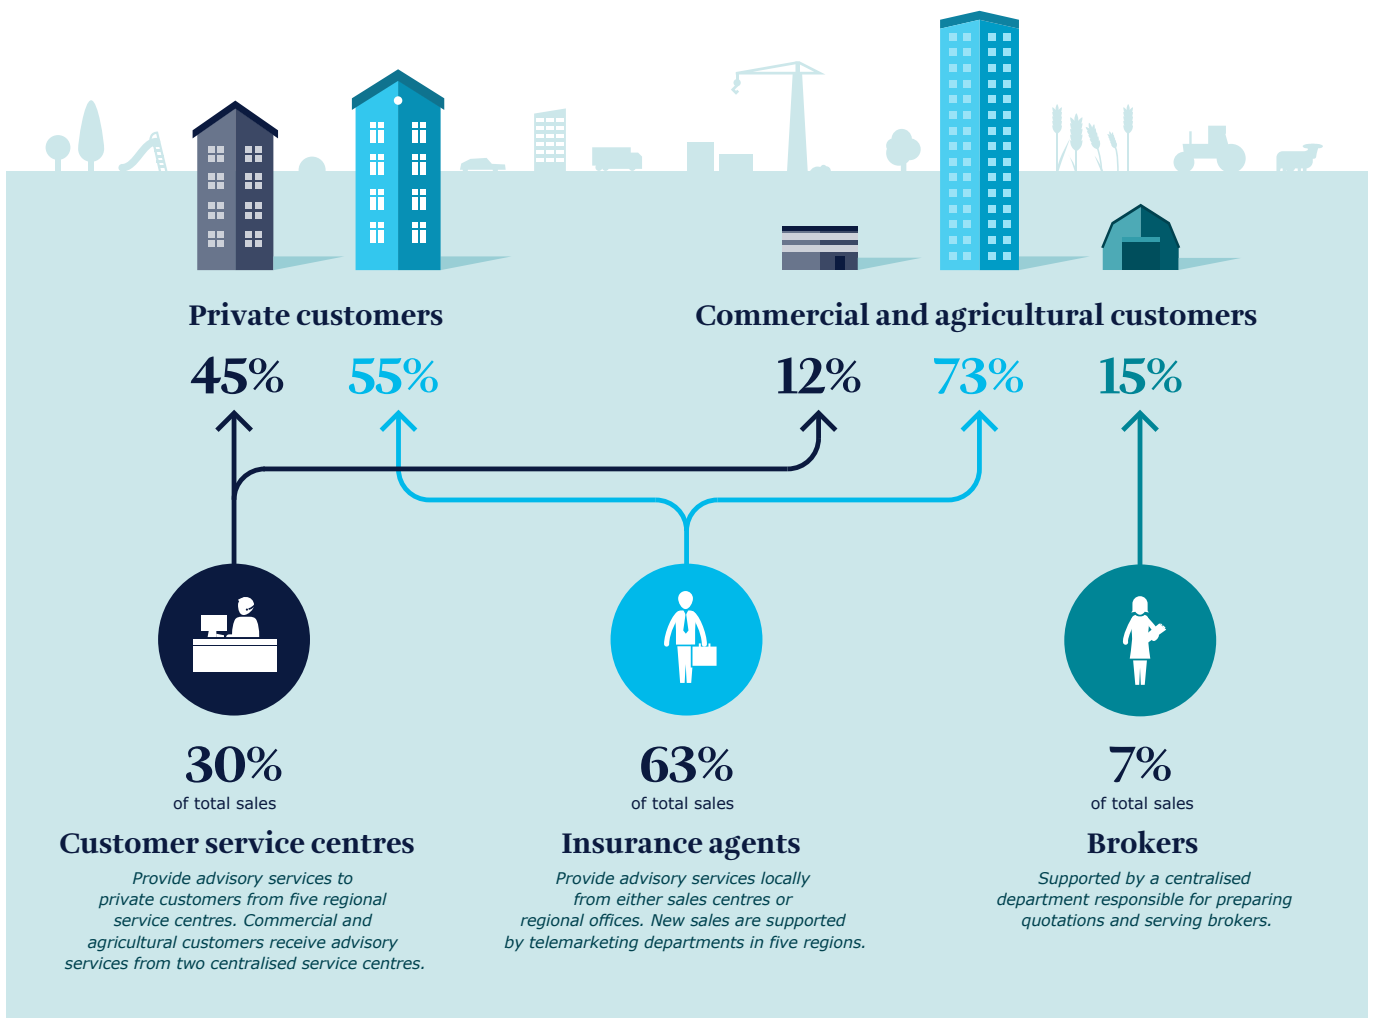 Private customers
Commercial and agricultural customers
45% 55%
12% 73% 15%
30%
of total sales
Customer service centres
Provide advisory services to
private customers from five regional
service centres. Commercial and
agricultural customers receive advisory
services from two centralised service centres.
63%
of total sales
Insurance agents
Provide advisory services locally
from either sales centres or
regional offices. New sales are supported
by telemarketing departments in five regions.
7%
of total sales
Brokers
Supported by a centralised
department responsible for preparing
quotations and serving brokers.